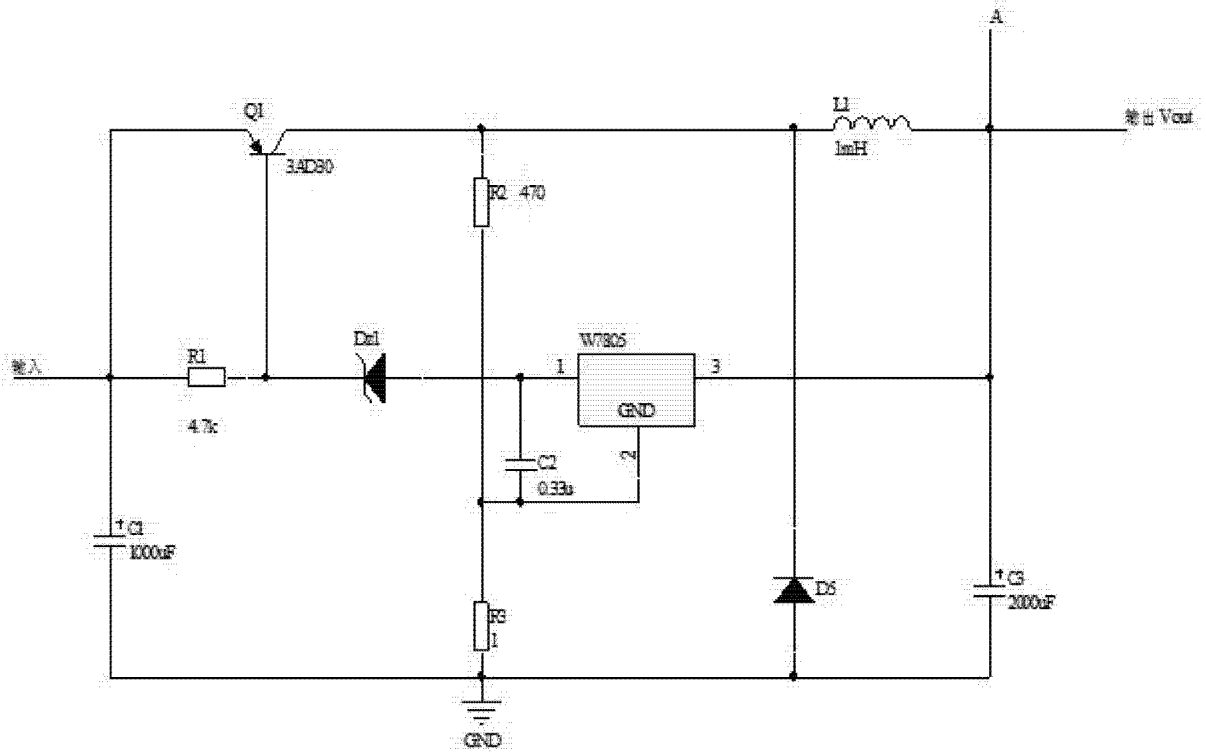 A
Q1
L1
输出 Vout
1mH
3AD30
R2 470
W7805
Dz1
1
3
输入
R1
GND
4.7k
2
C2
0.33u
C1
1000uF
C3
2000uF
D5
R3
1
GND